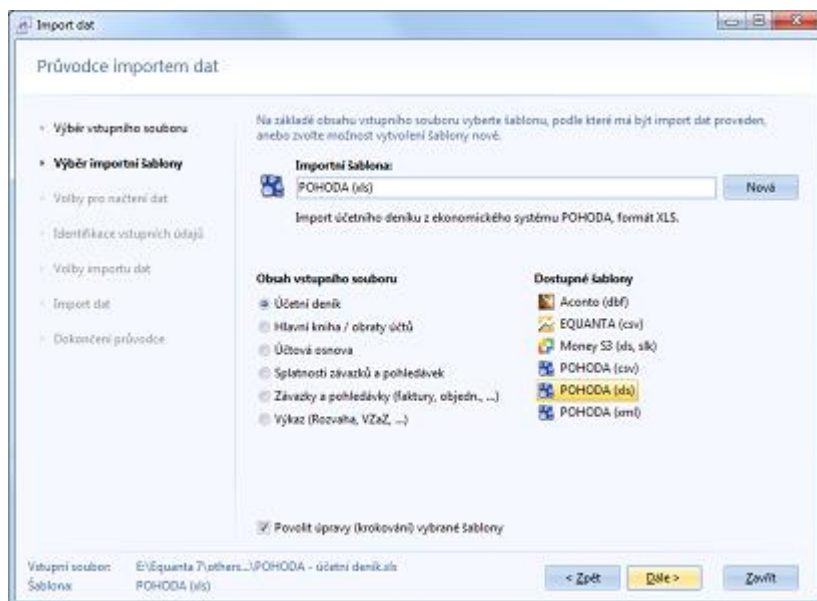 Import dat
Průvodce importem dat
Výběr vstupního souboru
Výběr importní šablony
Volby pro načtení dat
Identifikace vstupních údajů
Volby importu dat
Import dat
Dokončení průvodce
Na základě obsahu vstupního souboru vyberte šablonu, podle které má být import dat proveden,
anebo zvolte možnost vytvoření šablony nové.
Importní šablona:
POHODA (xls)
Nová
Import účetního deníku z ekonomického systému POHODA, formát XLS.
Obsah vstupního souboru
Účetní deník
Hlavní kniha / obraty účtů
Účtová osnova
Splatnosti závazků a pohledávek
Závazky a pohledávky (faktury, objedn., ...)
Výkaz (Rozvaha, VZaZ, ...)
Dostupné šablony
Aconto (dbf)
EQUANTA (csv)
Money S3 (xls, slk)
POHODA (csv)
POHODA (xls)
POHODA (xml)
Povolit úpravy (krokování) vybrané šablony
Vstupní soubor: E:\Equanta 7\others...\POHODA - účetní deník.xls
Šablona: POHODA (xls)
< Zpět
Dále >
Zavřít